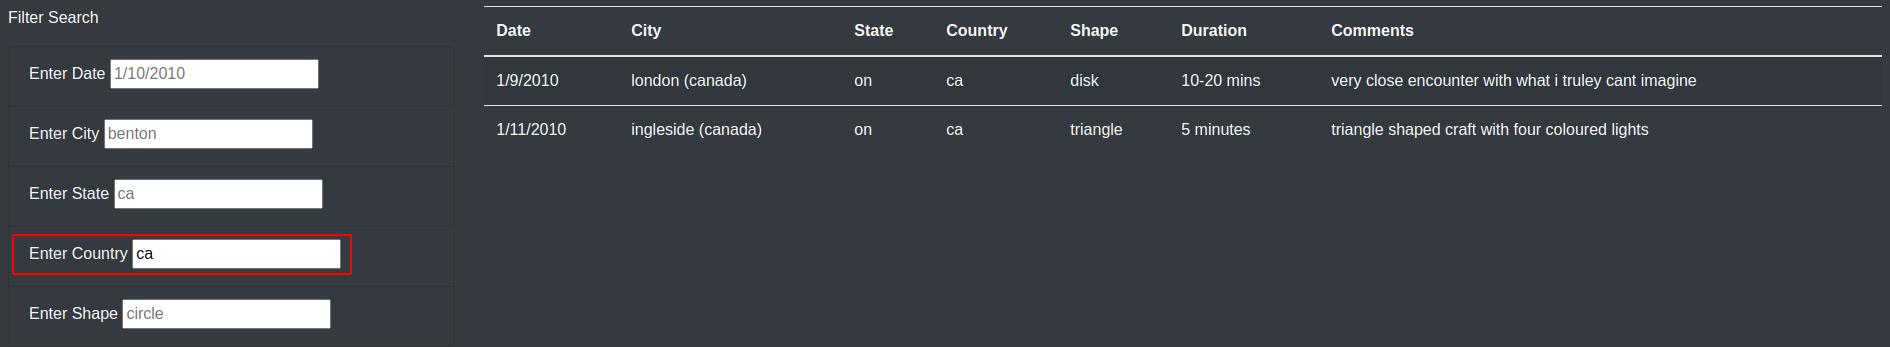 Filter Search
Enter Date 1/10/2010
Enter City benton
Enter State ca
Enter Country ca
Enter Shape circle
Date City State Country Shape Duration Comments
1/9/2010 london (canada) on ca disk 10-20 mins very close encounter with what i truley cant imagine
1/11/2010 ingleside (canada) on ca triangle 5 minutes triangle shaped craft with four coloured lights